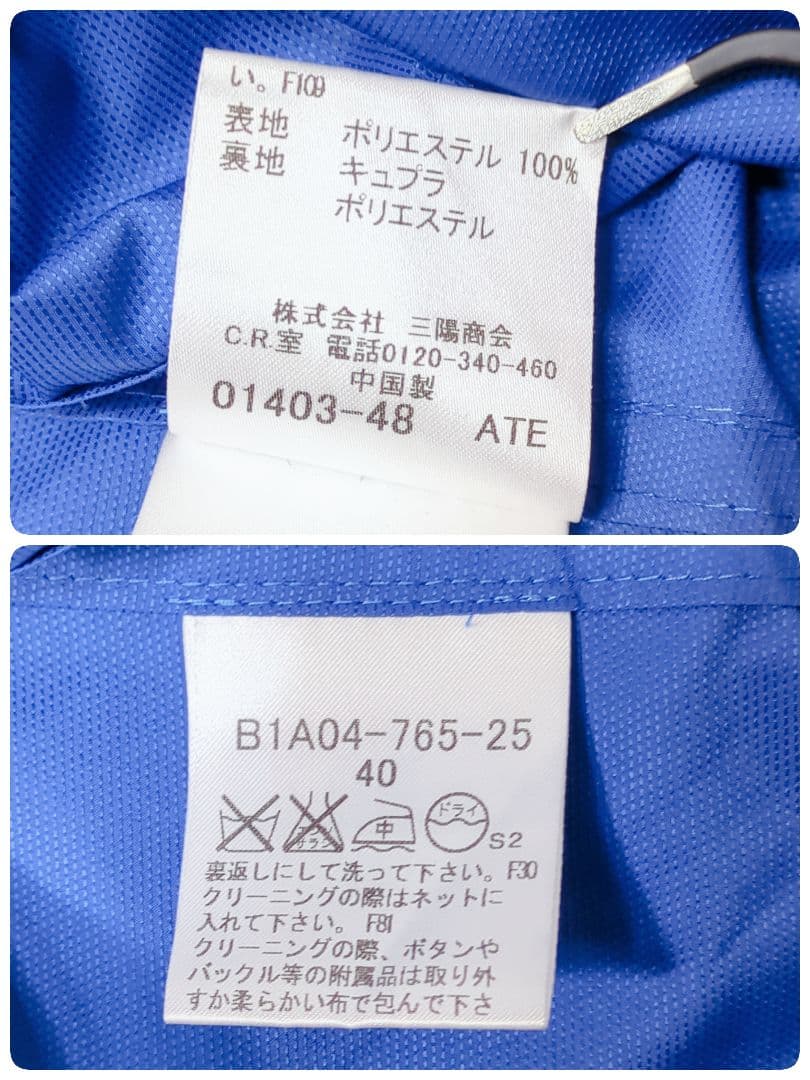 い。F109
表地 ポリエステル 100%
裏地 キュプラ
ポリエステル
株式会社 三陽商会
C.R.室 電話0120-340-460
中国製
01403-48 ATE
B1A04-765-25
40
サラシ
中
ドライ
S2
裏返しにして洗って下さい。F30
クリーニングの際はネットに
入れて下さい。F81
クリーニングの際、ボタンや
バックル等の附属品は取り外
すか柔らかい布で包んで下さ